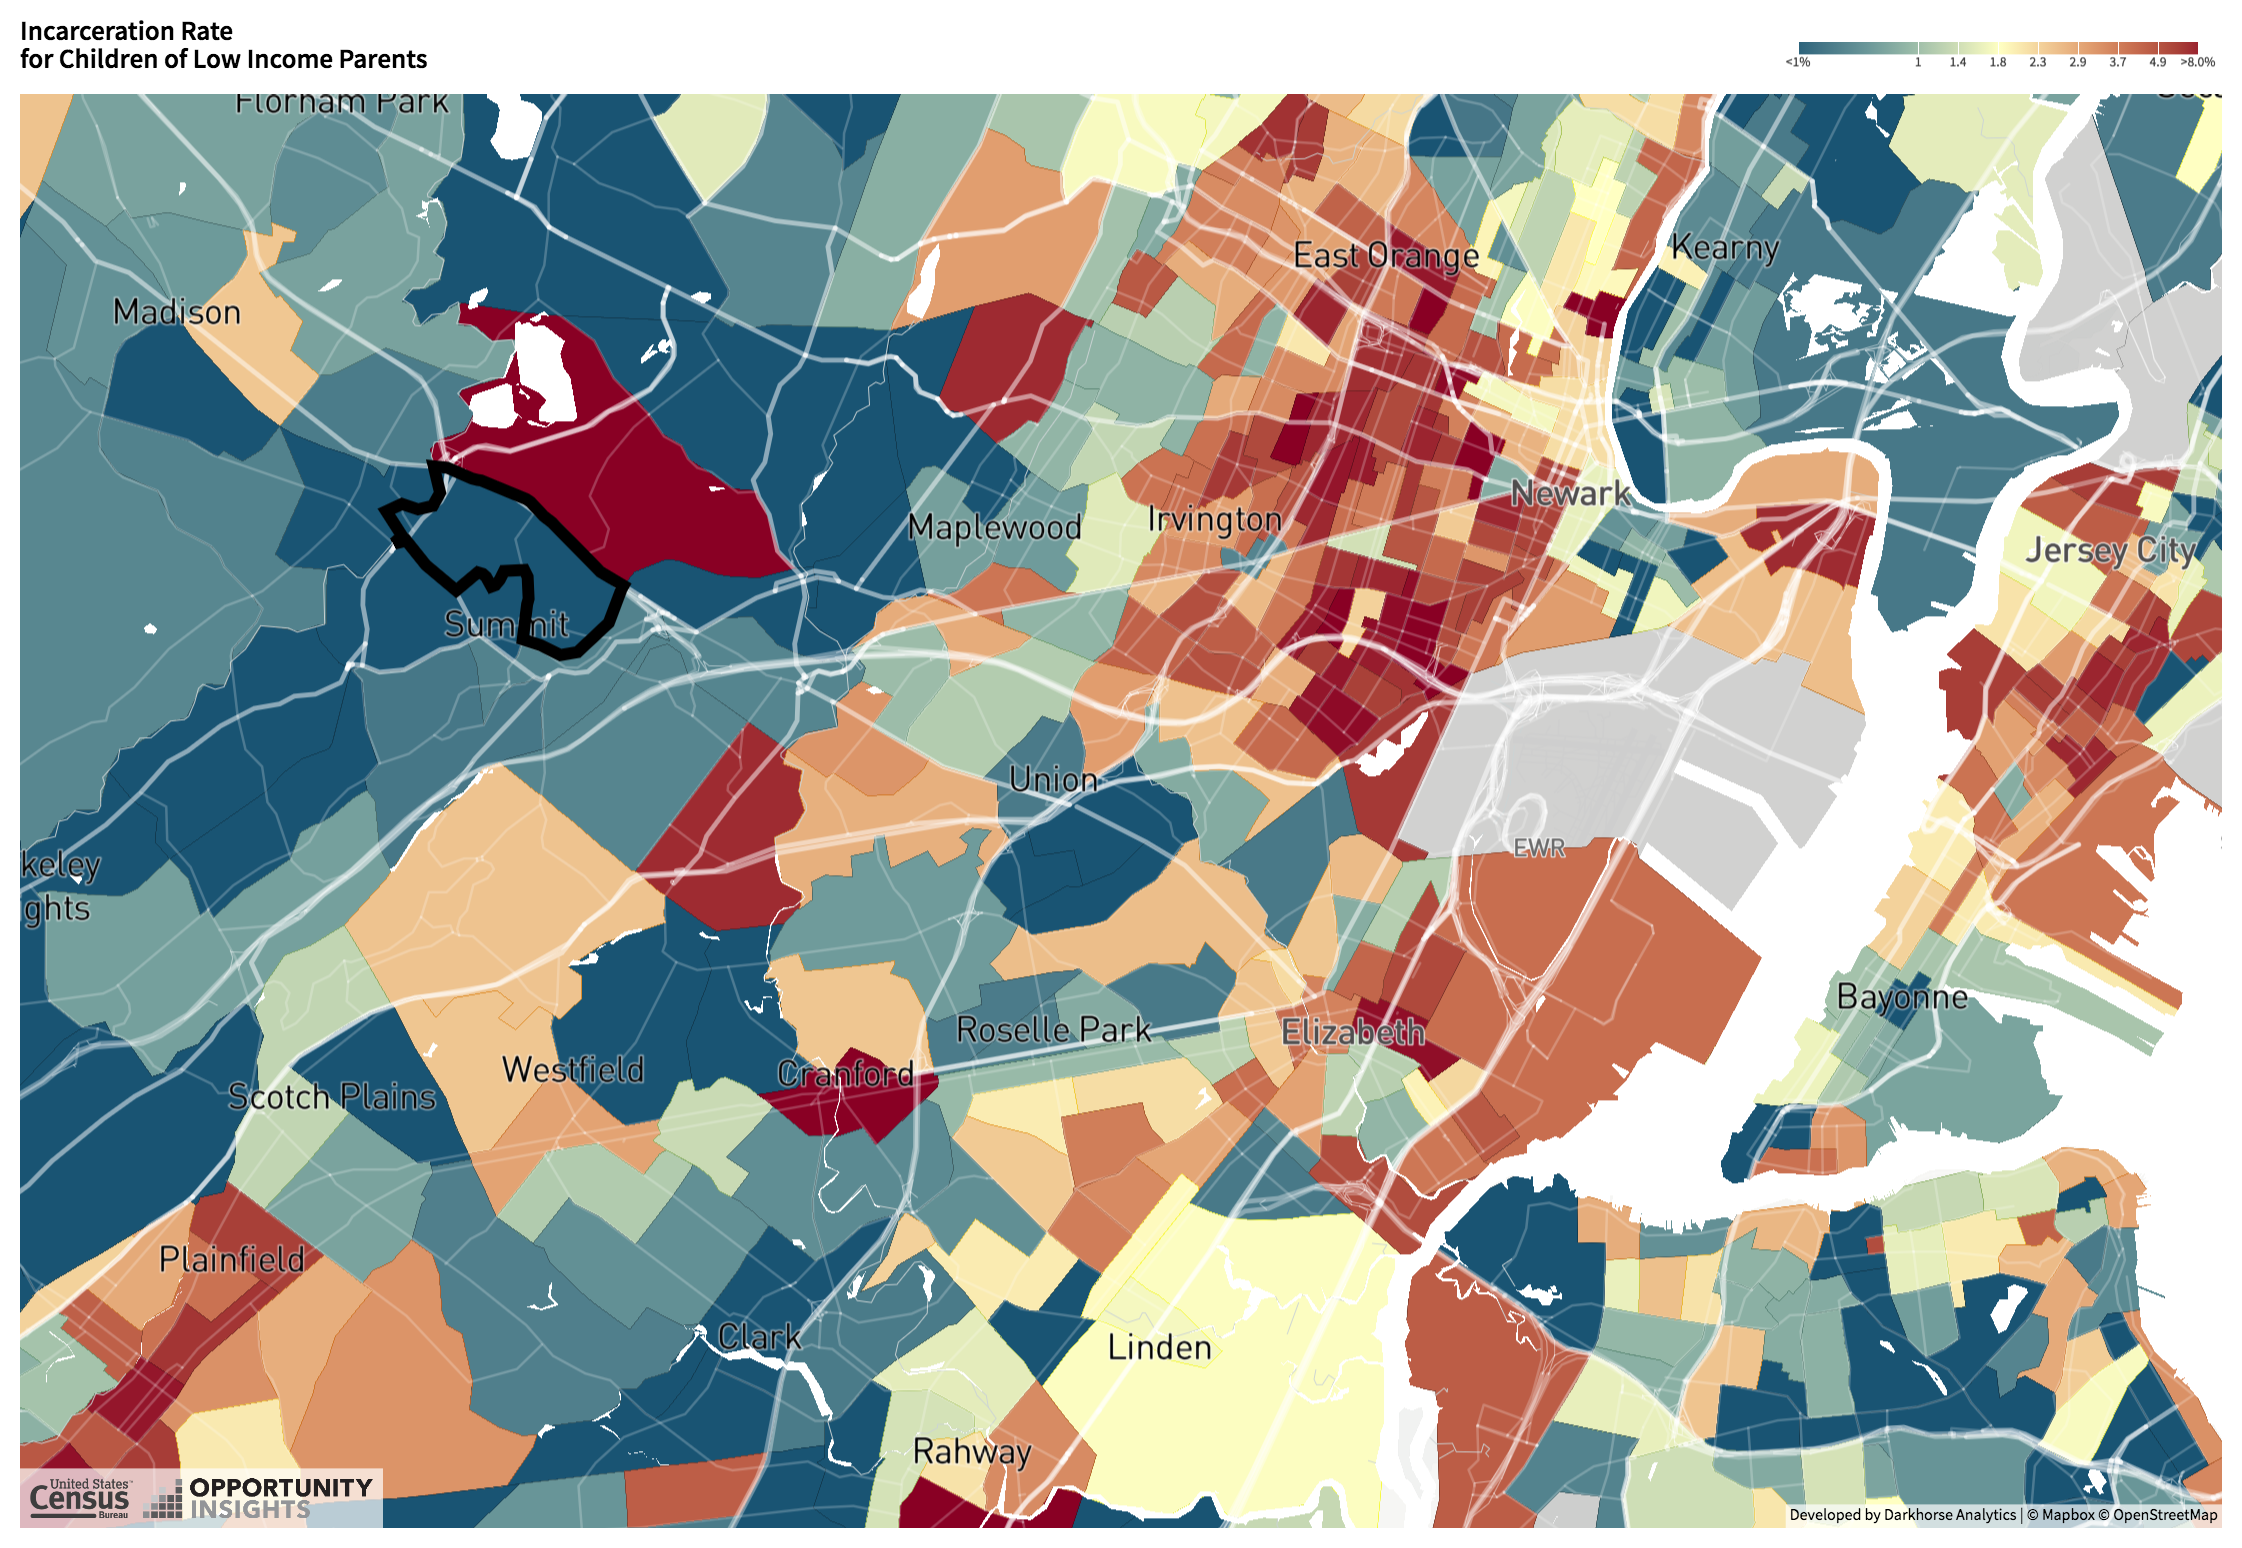 Incarceration Rate
for Children of Low Income Parents
<1% 1 1.4 1.8 2.3 2.9 3.7 4.9 >8.0%
Florham Park
East Orange
Kearny
Madison
Newark
Maplewood
Irvington
Jersey City
Summit
Union
EWR
keley
ghts
Bayonne
Roselle Park
Elizabeth
Westfield
Cranford
Scotch Plains
Plainfield
Clark
Linden
Rahway
United States™
Census
Bureau
OPPORTUNITY
INSIGHTS
Developed by Darkhorse Analytics | © Mapbox © OpenStreetMap